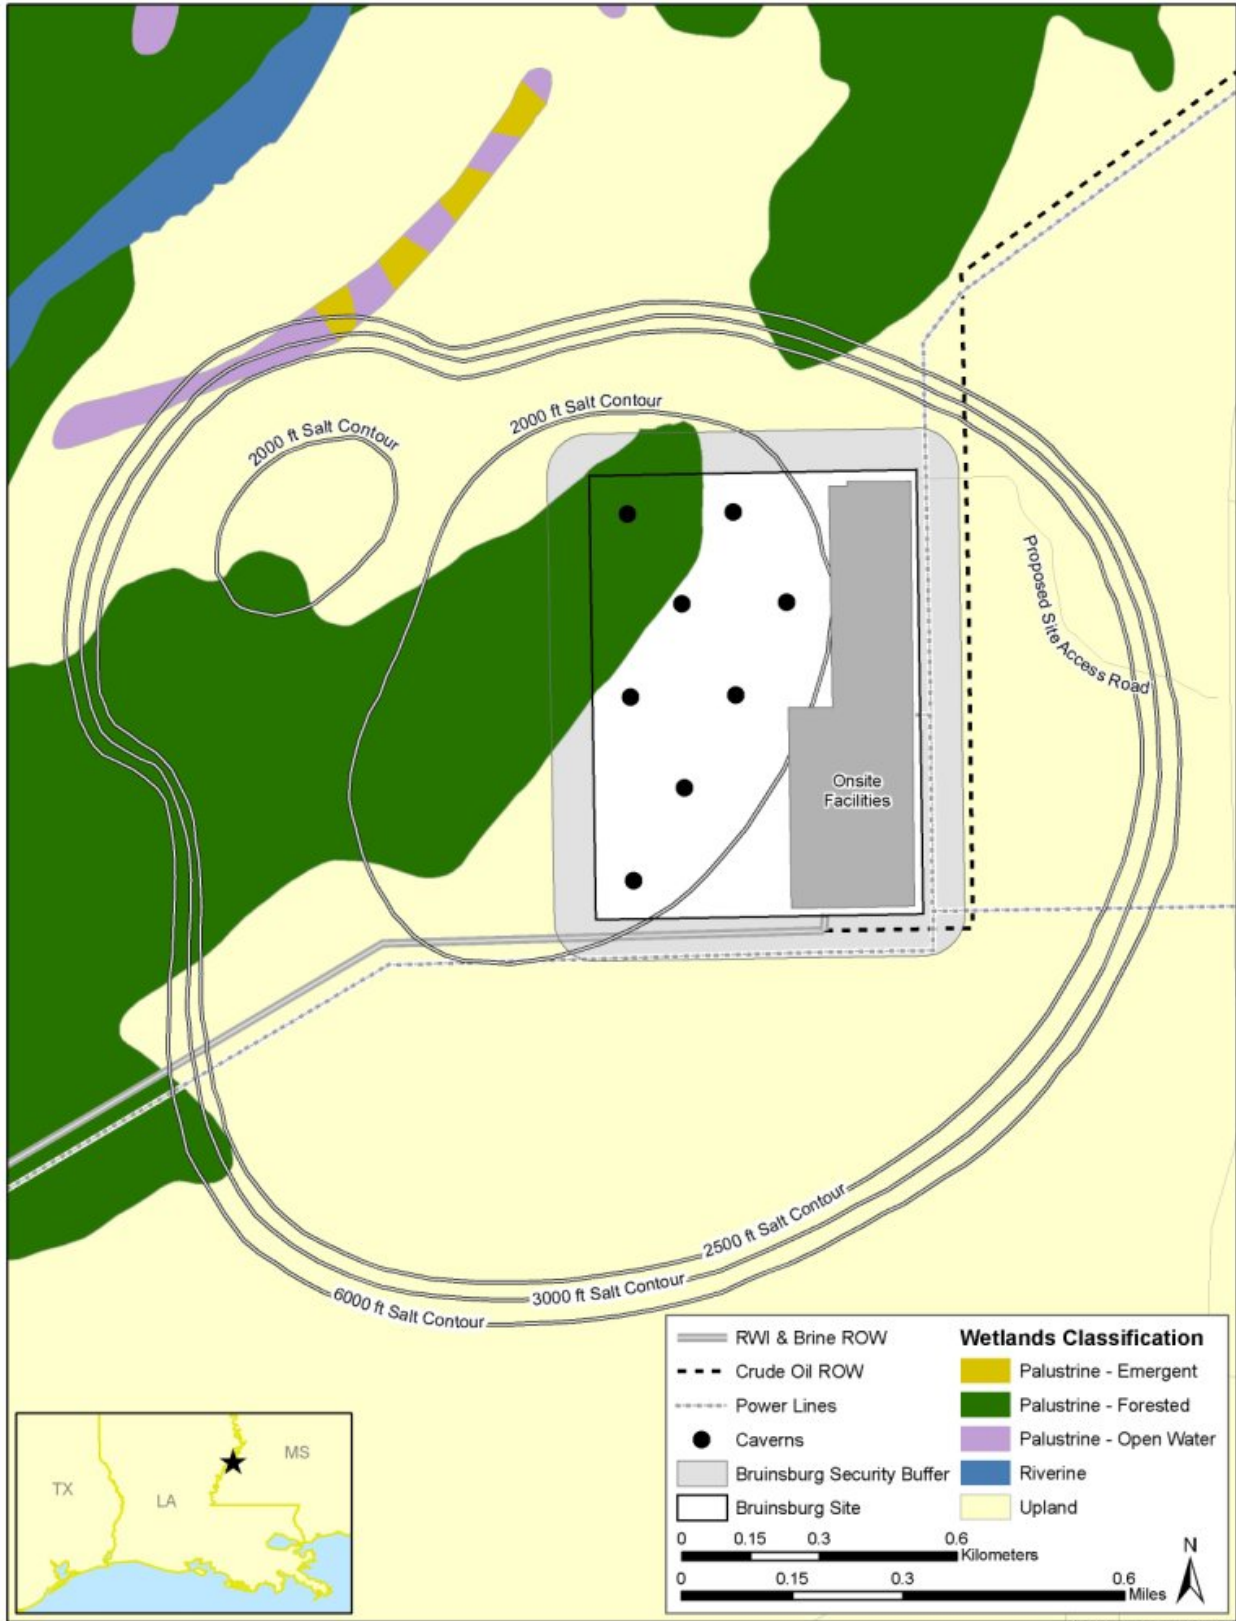 2000 ft Salt Contour
2000 ft Salt Contour
Proposed Site Access Road
Onsite
Facilities
2500 ft Salt Contour
3000 ft Salt Contour
6000 ft Salt Contour
RWI & Brine ROW
Crude Oil ROW
Power Lines
Caverns
Bruinsburg Security Buffer
Bruinsburg Site
Wetlands Classification
Palustrine - Emergent
Palustrine - Forested
Palustrine - Open Water
Riverine
Upland
0 0.15 0.3 0.6
Kilometers
0 0.15 0.3 0.6
Miles
N
TX
LA
MS